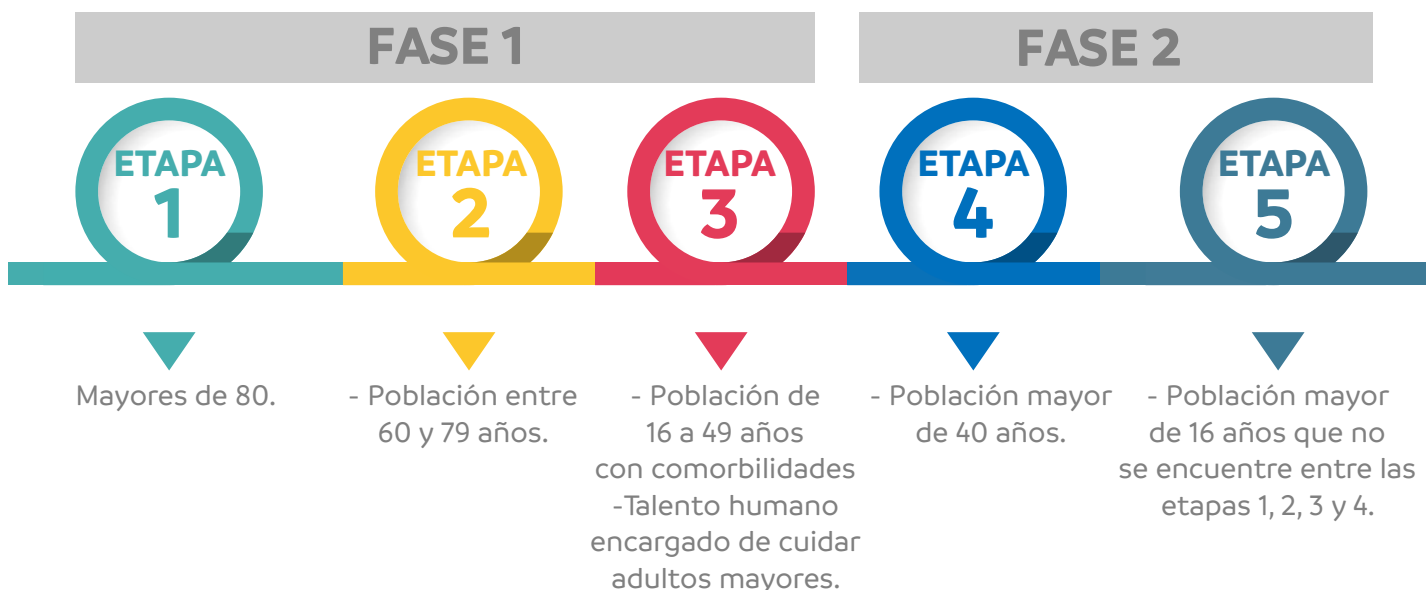 FASE 1
FASE 2
ETAPA
1
ETAPA
2
ETAPA
3
ETAPA
4
ETAPA
5
Mayores de 80.
- Población entre
60 y 79 años.
- Población de
16 a 49 años
con comorbilidades
-Talento humano
encargado de cuidar
adultos mayores.
- Población mayor
de 40 años.
- Población mayor
de 16 años que no
se encuentre entre las
etapas 1, 2, 3 y 4.